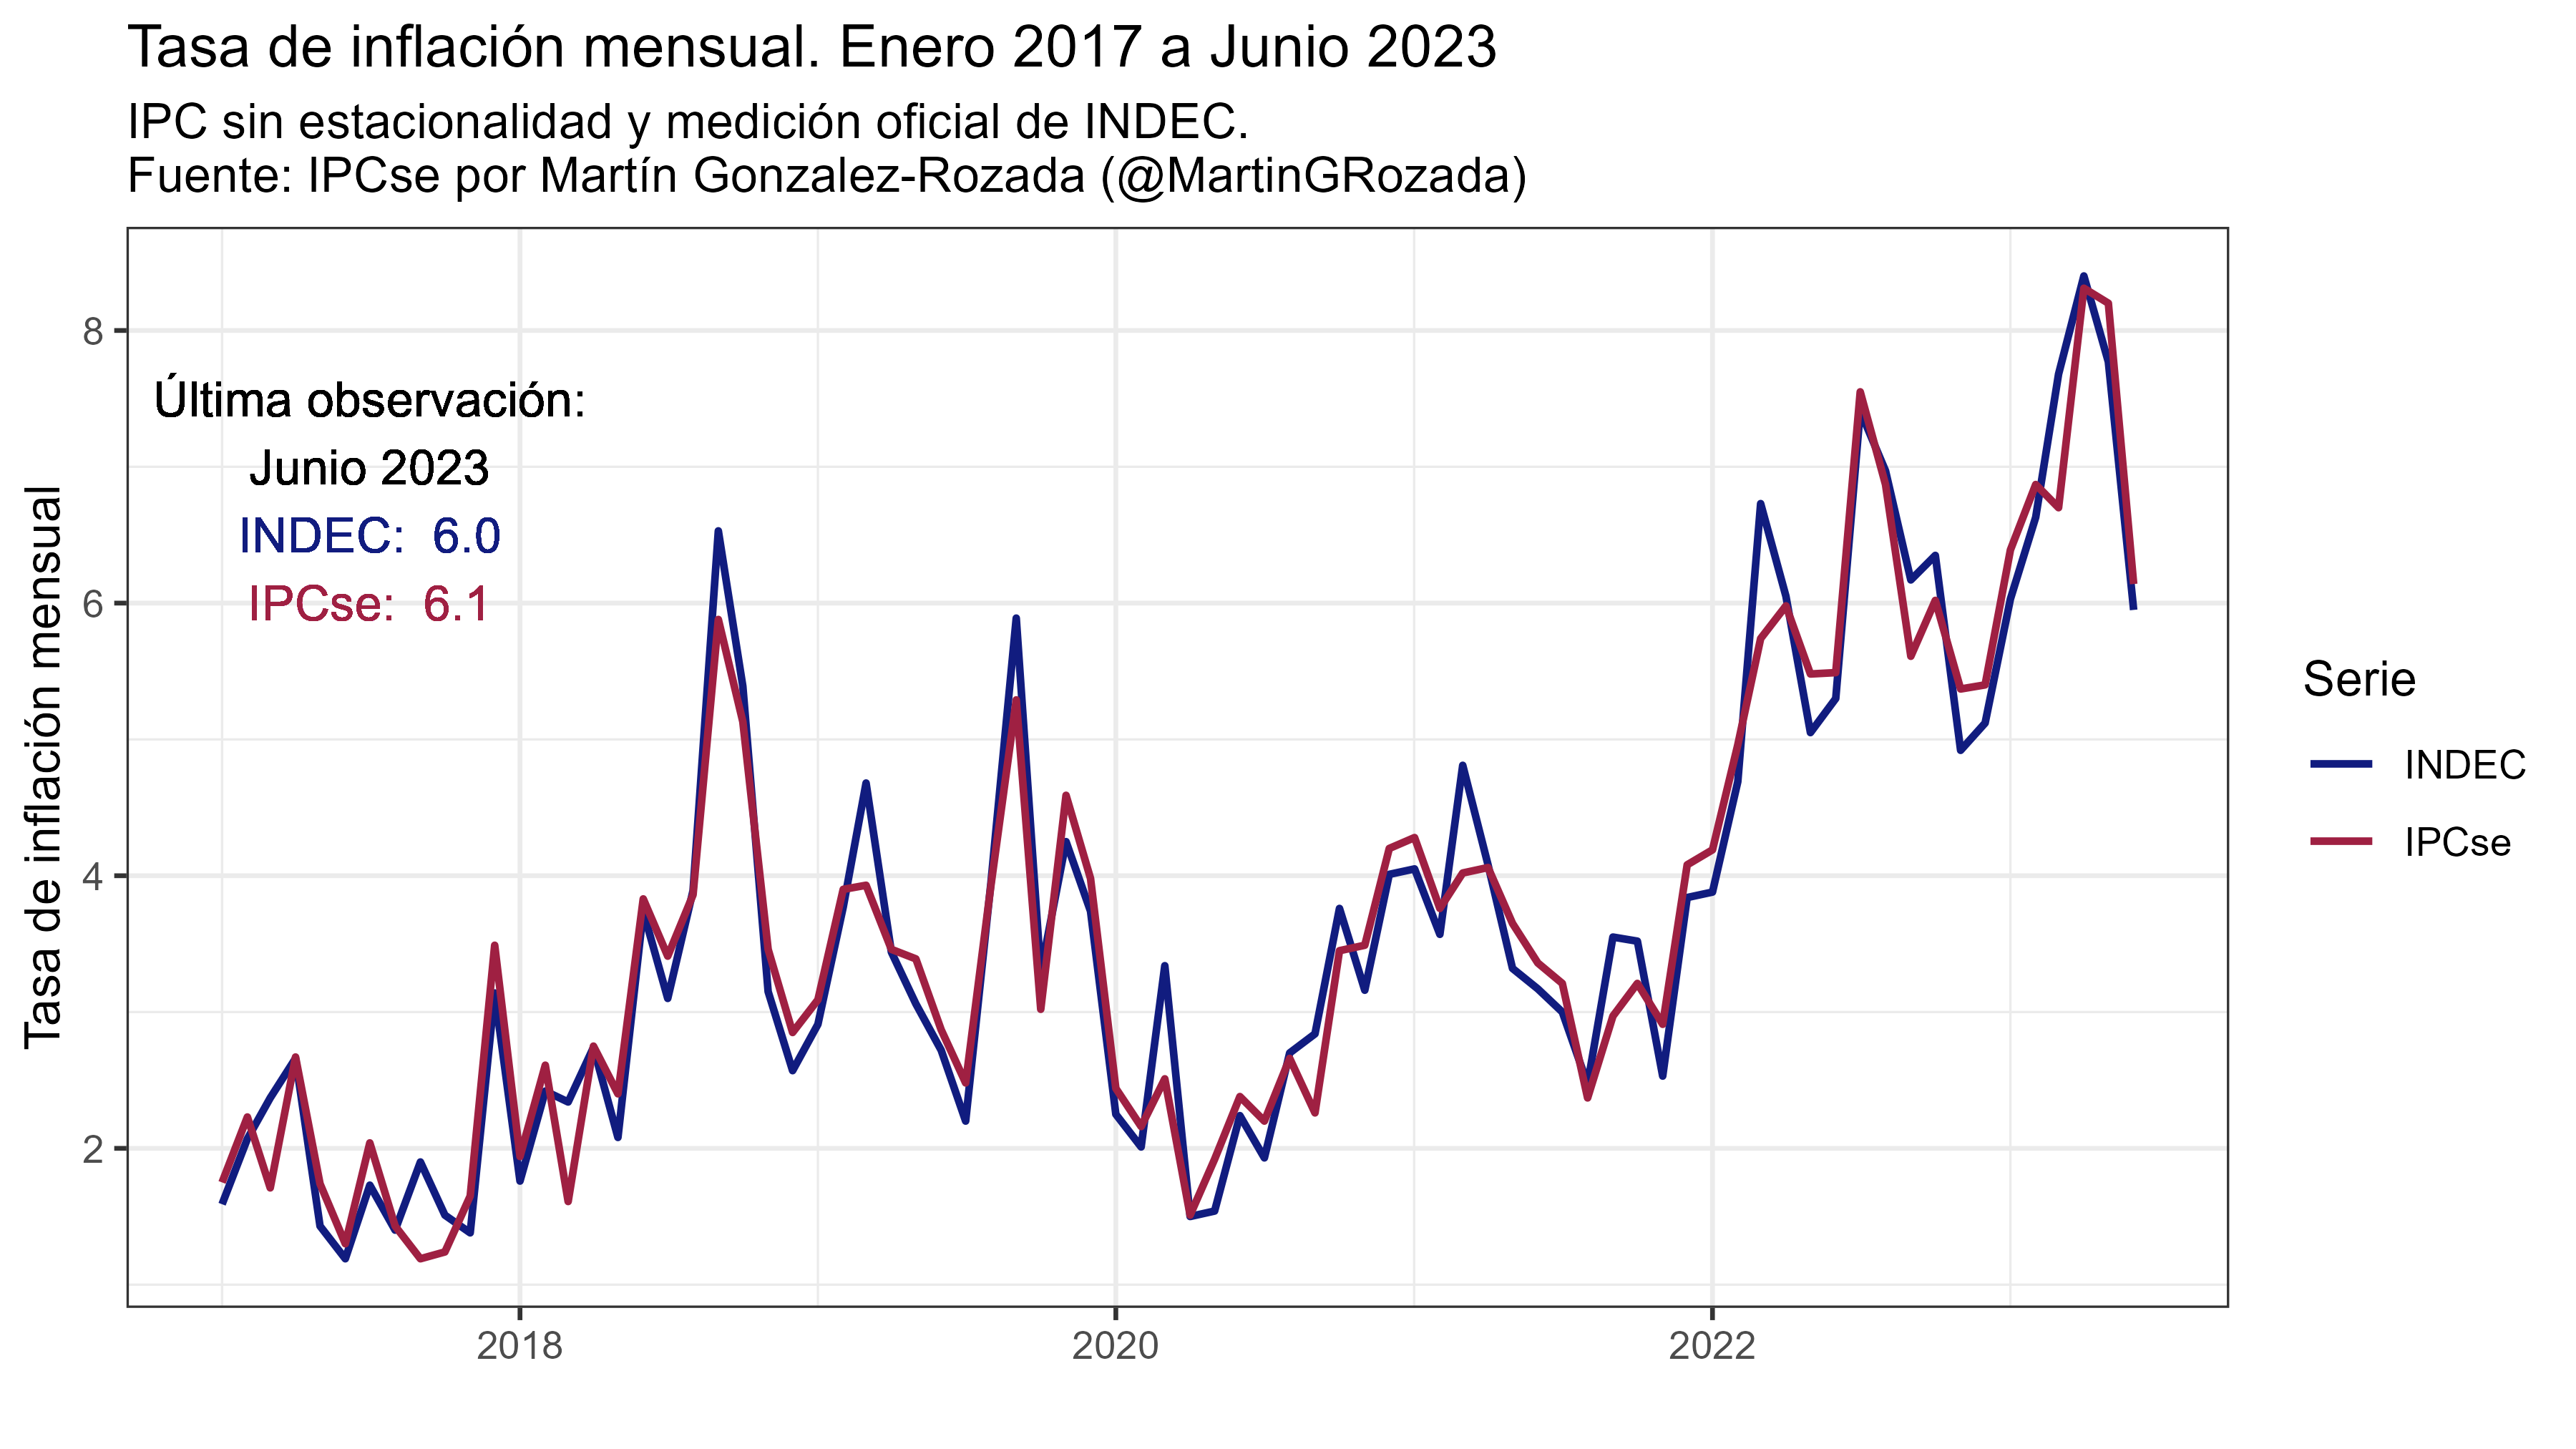 Tasa de inflación mensual. Enero 2017 a Junio 2023
IPC sin estacionalidad y medición oficial de INDEC.
Fuente: IPCse por Martín Gonzalez-Rozada (@MartinGRozada)
Tasa de inflación mensual
8
6
4
2
Última observación:
Junio 2023
INDEC: 6.0
IPCse: 6.1
2018
2020
2022
Serie
INDEC
IPCse